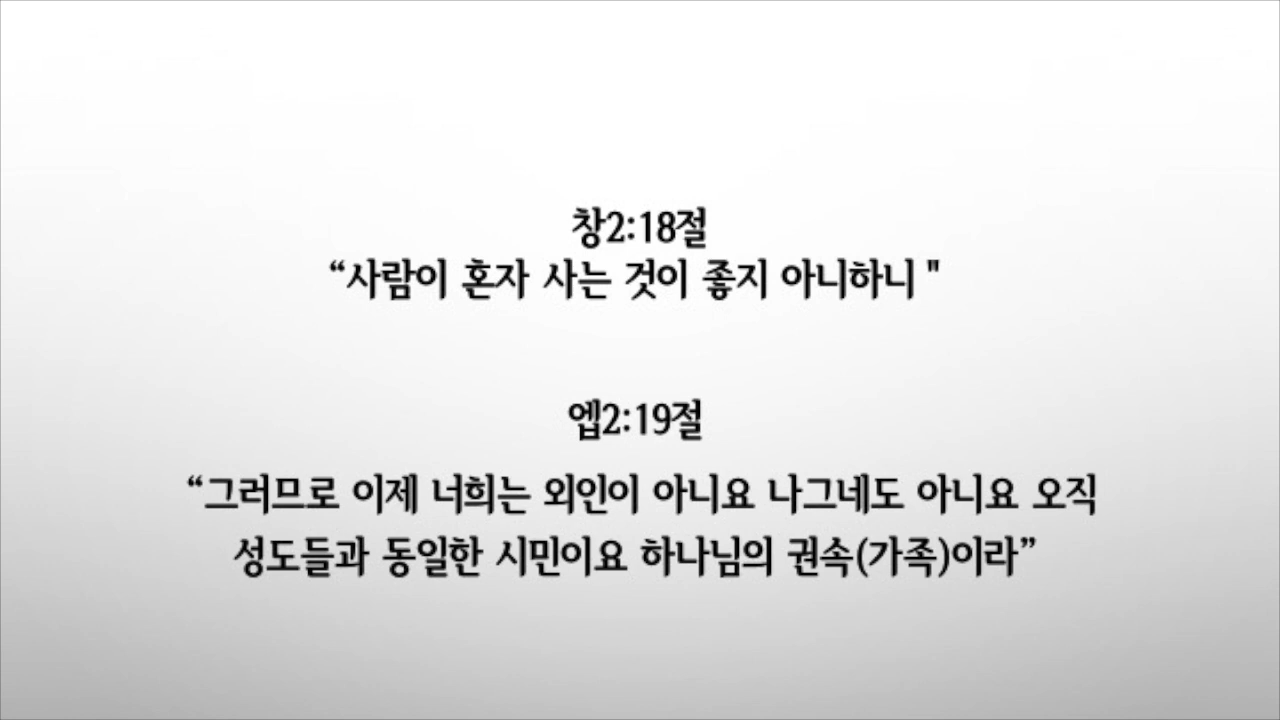 창2:18절
“사람이 혼자 사는 것이 좋지 아니하니"
엡2:19절
“그러므로 이제 너희는 외인이 아니요 나그네도 아니요 오직
성도들과 동일한 시민이요 하나님의 권속(가족)이라”